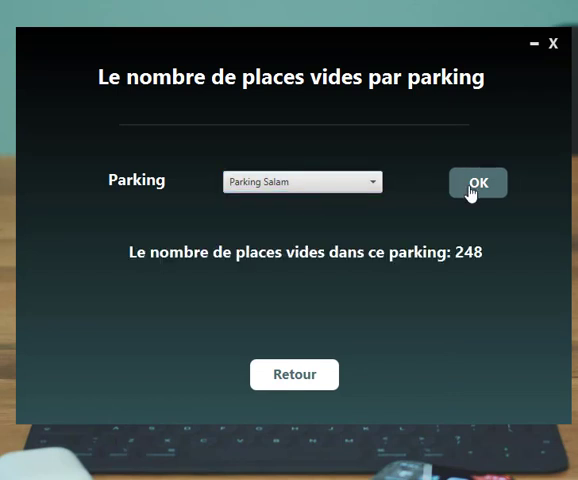 X
Le nombre de places vides par parking
Parking
Parking Salam
OK
Le nombre de places vides dans ce parking: 248
Retour